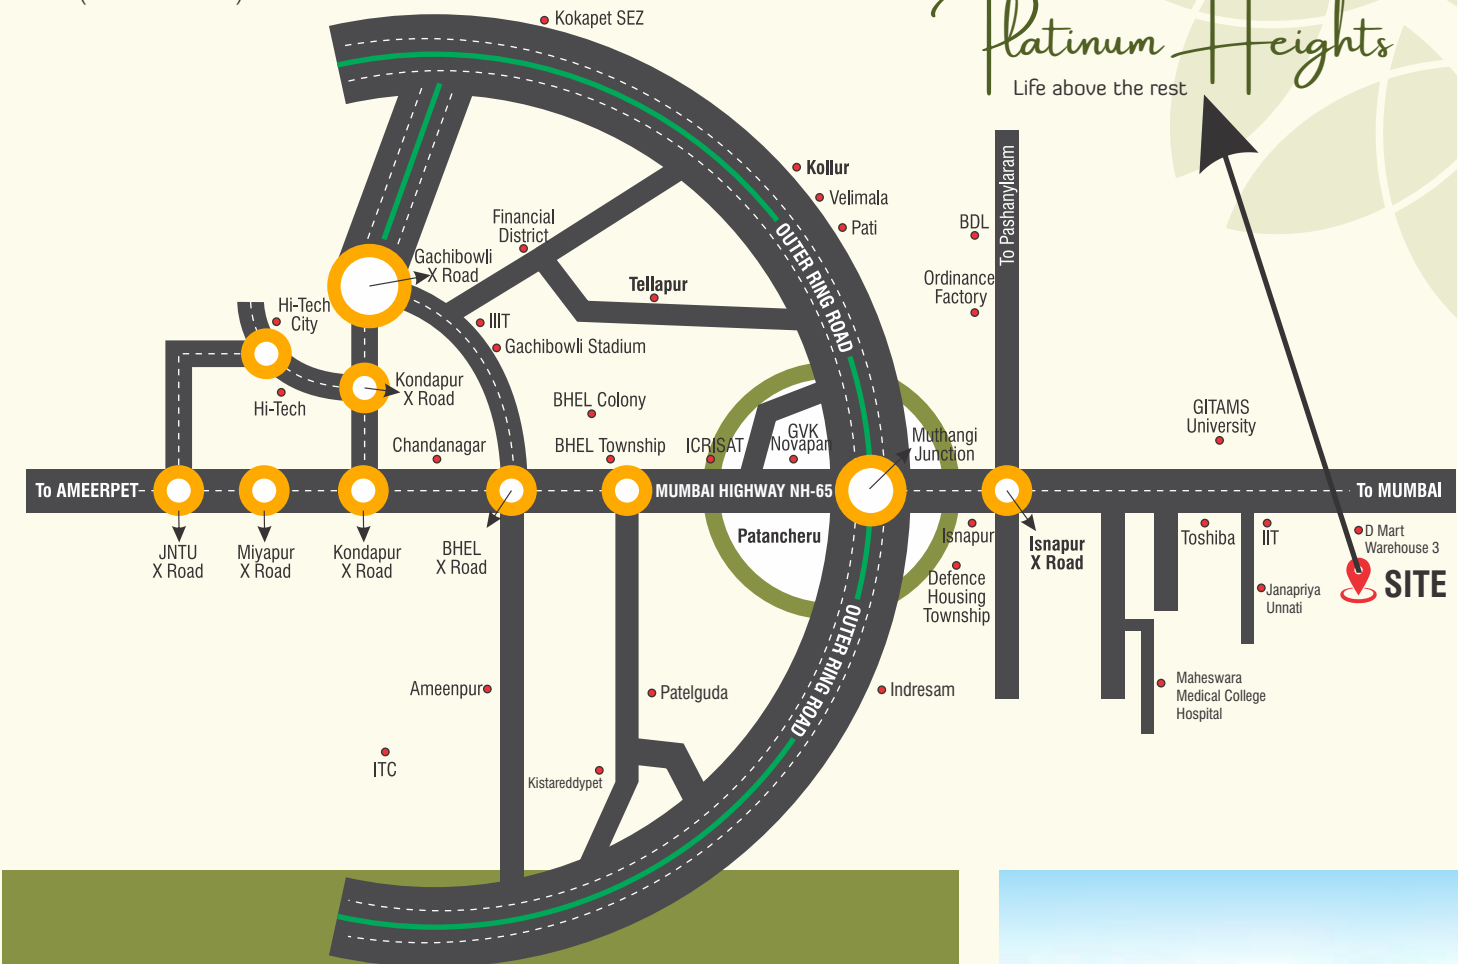 Kokapet SEZ
Platinum Heights
Life above the rest
Kollur
Velimala
Pati
To Pashanylaram
BDL
Ordinance
Factory
Financial
District
Gachibowli
X Road
Tellapur
OUTER RING ROAD
Hi-Tech
City
IIIT
Gachibowli Stadium
Kondapur
X Road
Hi-Tech
BHEL Colony
GITAMS
University
Chandanagar
BHEL Township
ICRISAT
GVK
Novapan
Muthangi
Junction
To AMEERPET
MUMBAI HIGHWAY NH-65
To MUMBAI
Patancheru
Isnapur
Isnapur
X Road
Toshiba
IIT
D Mart
Warehouse 3
JNTU
X Road
Miyapur
X Road
Kondapur
X Road
BHEL
X Road
Defence
Housing
Township
Janapriya
Unnati
SITE
OUTER RING ROAD
Ameenpur
Patelguda
Indresam
Maheswara
Medical College
Hospital
ITC
Kistareddypet